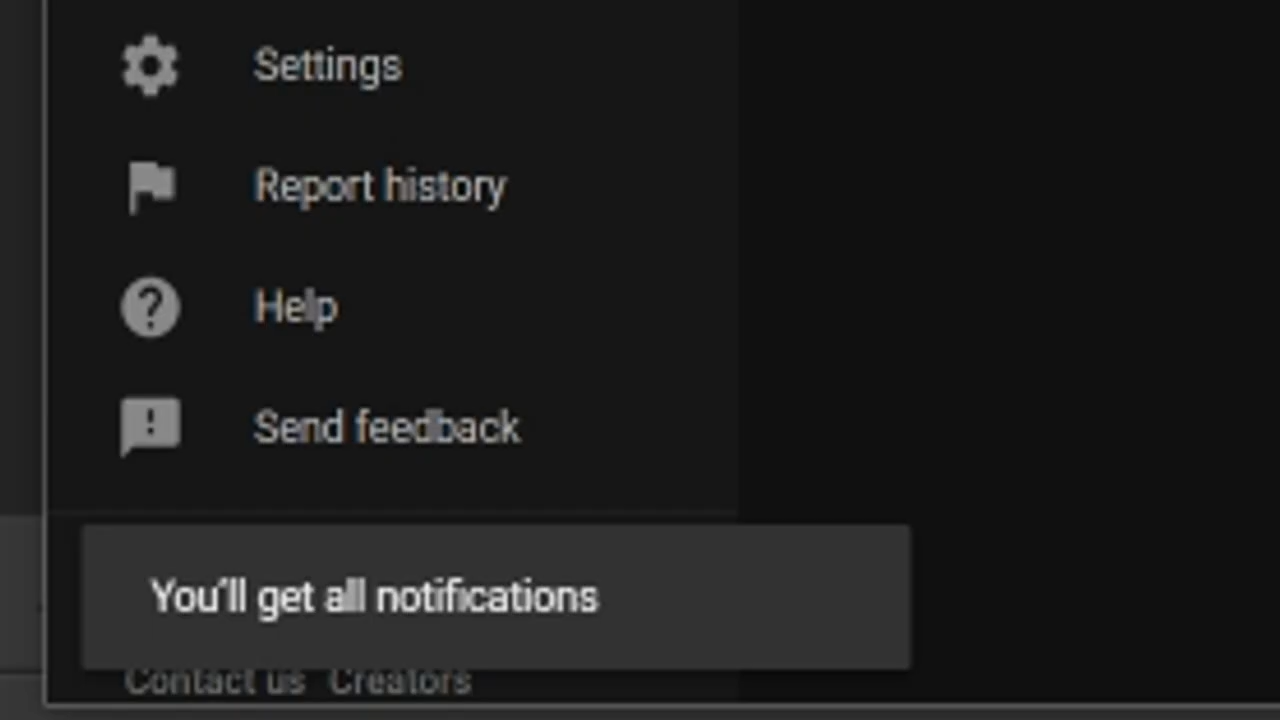 Settings
Report history
Help
Send feedback
You'll get all notifications
Contact us Creators